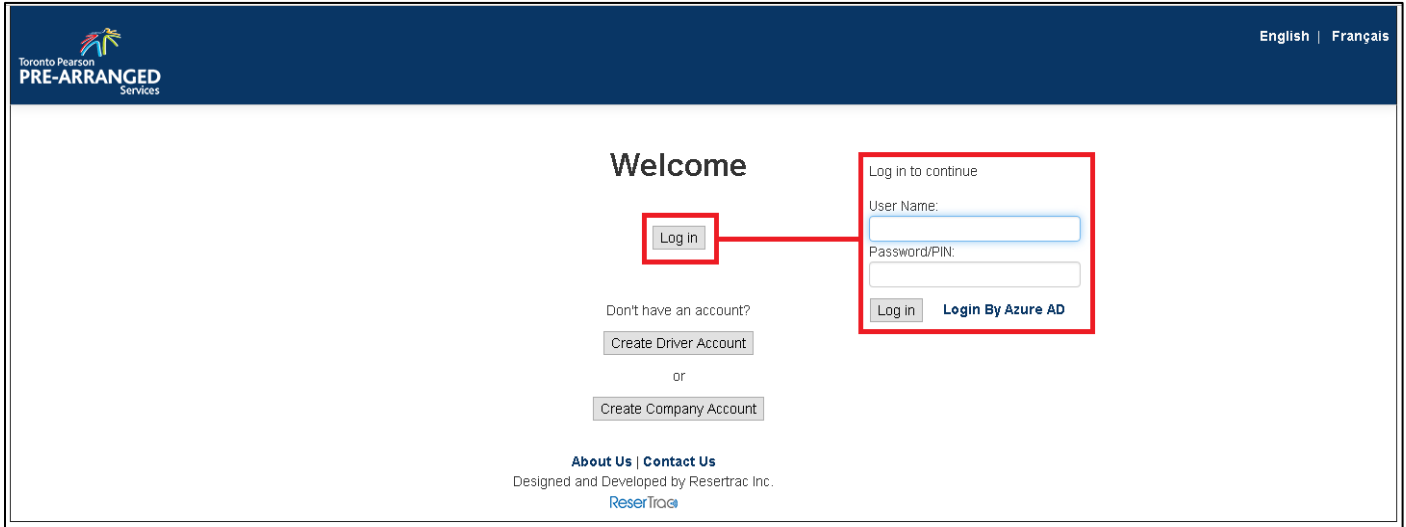 Toronto Pearson
PRE-ARRANGED
Services
English | Français
Welcome
Log in
Don't have an account?
Create Driver Account
or
Create Company Account
Log in to continue
User Name:
Password/PIN:
Log in Login By Azure AD
About Us | Contact Us
Designed and Developed by Resertrac Inc.
ReserTrac